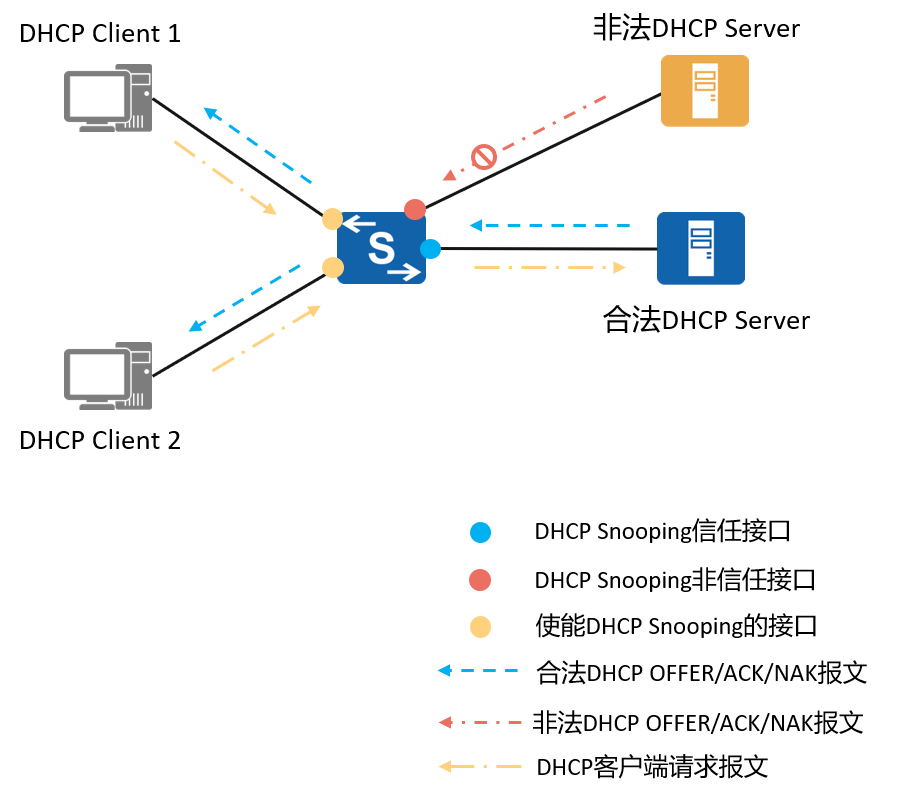 DHCP Client 1
非法DHCP Server
S
合法DHCP Server
DHCP Client 2
DHCP Snooping信任接口
DHCP Snooping非信任接口
使能DHCP Snooping的接口
合法DHCP OFFER/ACK/NAK报文
非法DHCP OFFER/ACK/NAK报文
DHCP客户端请求报文